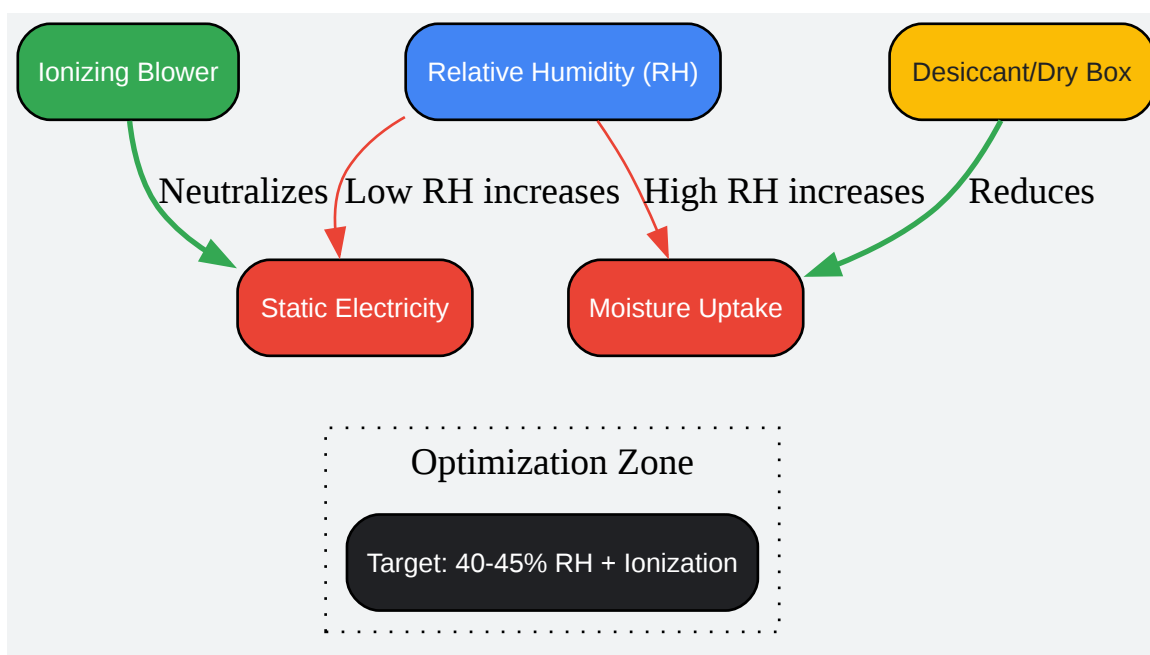 Ionizing Blower
Relative Humidity (RH)
Desiccant/Dry Box
Neutralizes
Low RH increases
High RH increases
Reduces
Static Electricity
Moisture Uptake
Optimization Zone
Target: 40-45% RH + Ionization